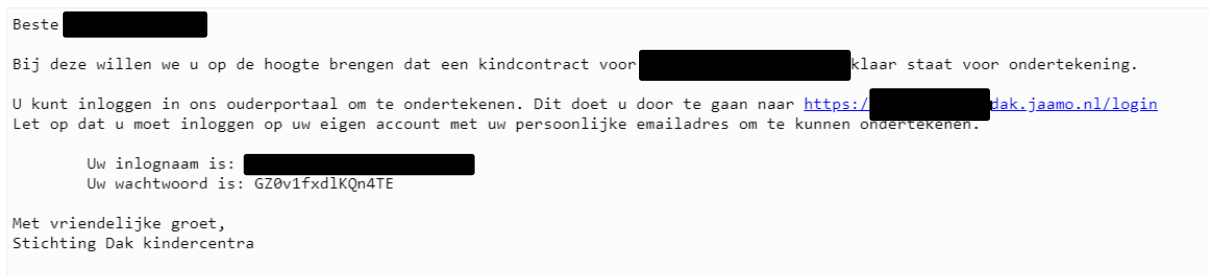 Beste
Bij deze willen we u op de hoogte brengen dat een kindcontract voor klaar staat voor ondertekening.
U kunt inloggen in ons ouderportaal om te ondertekenen. Dit doet u door te gaan naar https:/ dak.jaamo.nl/login
Let op dat u moet inloggen op uw eigen account met uw persoonlijke emailadres om te kunnen ondertekenen.
Uw inlognaam is:
Uw wachtwoord is: GZ0v1fxdlKQn4TE
Met vriendelijke groet,
Stichting Dak kindercentra